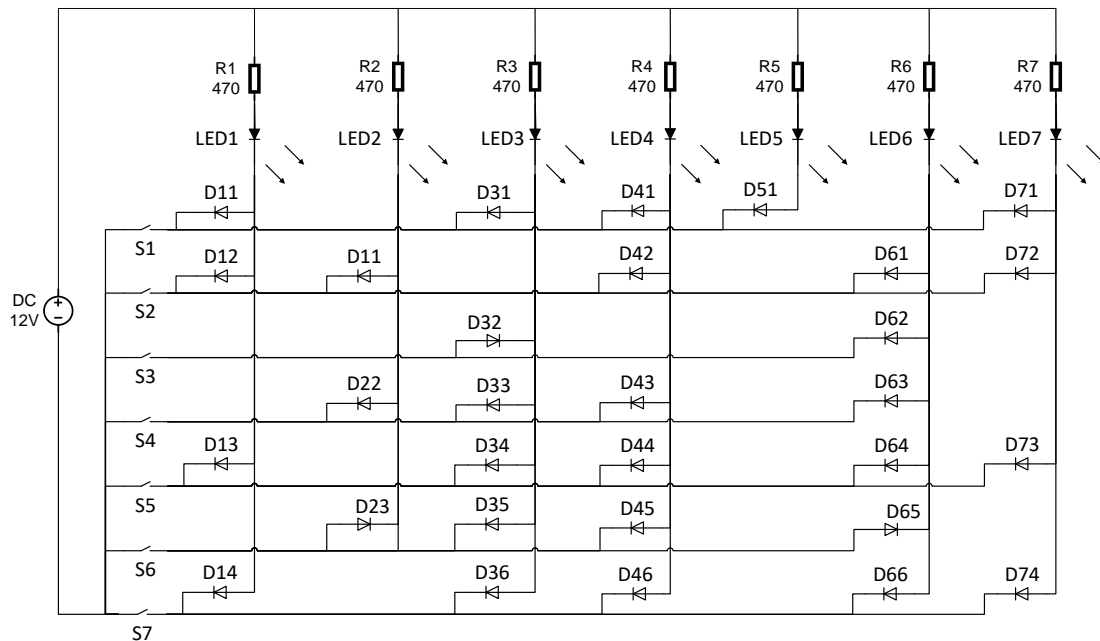 R1
470
R2
470
R3
470
R4
470
R5
470
R6
470
R7
470
LED1
LED2
LED3
LED4
LED5
LED6
LED7
D11
D31
D41
D51
D71
S1
D12
D11
D42
D61
D72
DC
12V
S2
D32
D62
S3
D22
D33
D43
D63
S4
D13
D34
D44
D64
D73
S5
D23
D35
D45
D65
S6
D14
D36
D46
D66
D74
S7